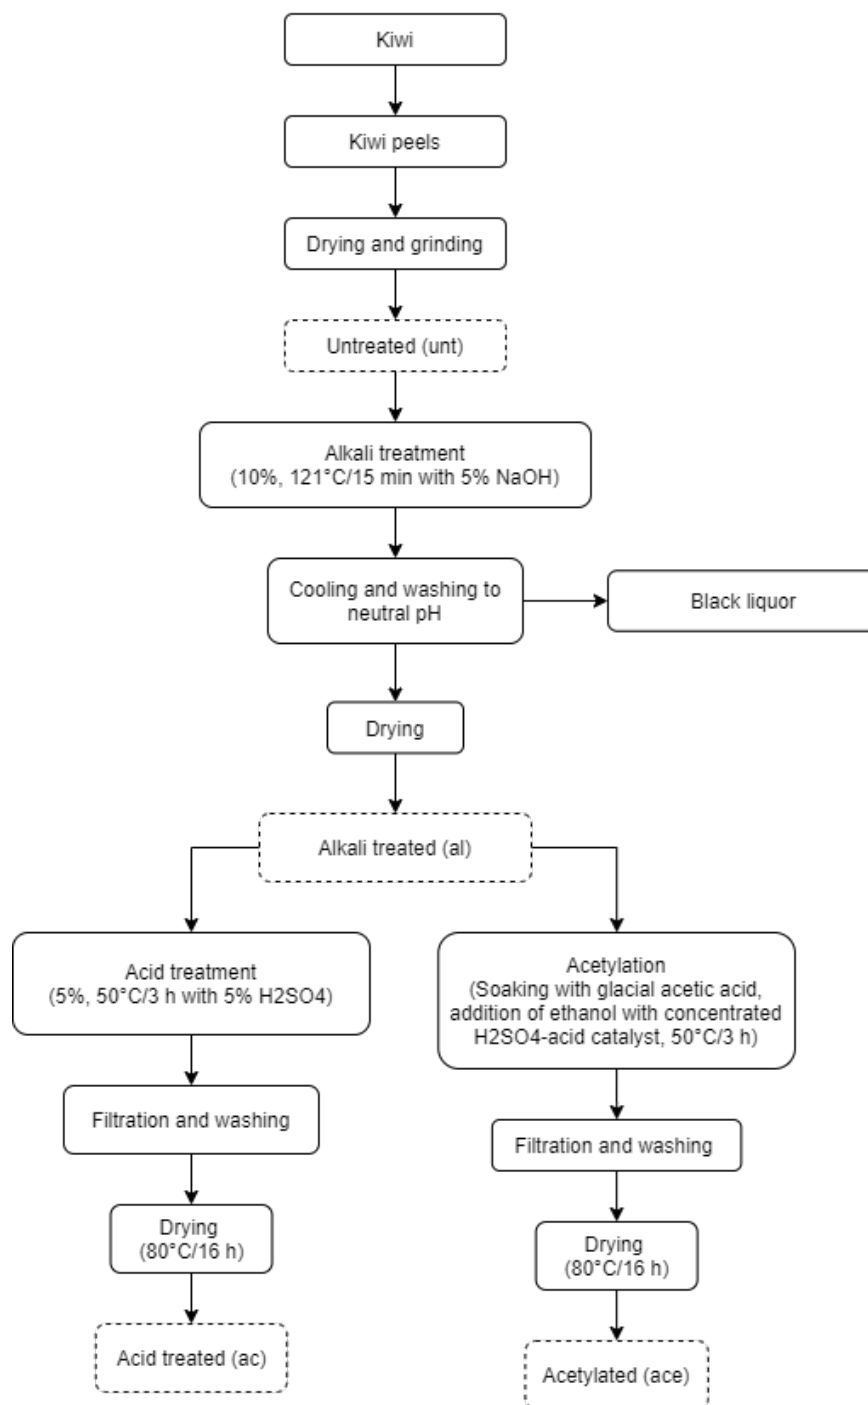 Kiwi
Kiwi peels
Drying and grinding
Untreated (unt)
Alkali treatment
(10%, 121°C/15 min with 5% NaOH)
Cooling and washing to
neutral pH
Black liquor
Drying
Alkali treated (al)
Acid treatment
(5%, 50°C/3 h with 5% H2SO4)
Filtration and washing
Drying
(80°C/16 h)
Acid treated (ac)
Acetylation
(Soaking with glacial acetic acid,
addition of ethanol with concentrated
H2SO4-acid catalyst, 50°C/3 h)
Filtration and washing
Drying
(80°C/16 h)
Acetylated (ace)